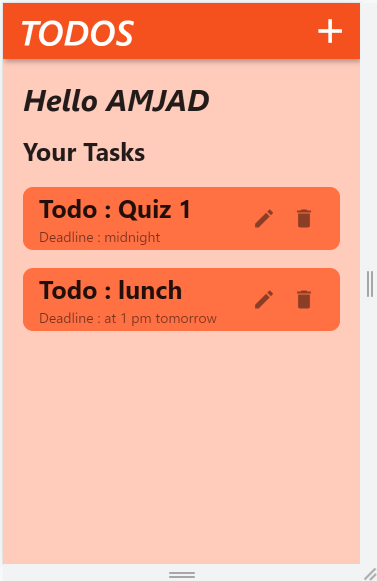 TODOS
Hello AMJAD
Your Tasks
Todo : Quiz 1
Deadline : midnight
Todo : lunch
Deadline : at 1 pm tomorrow